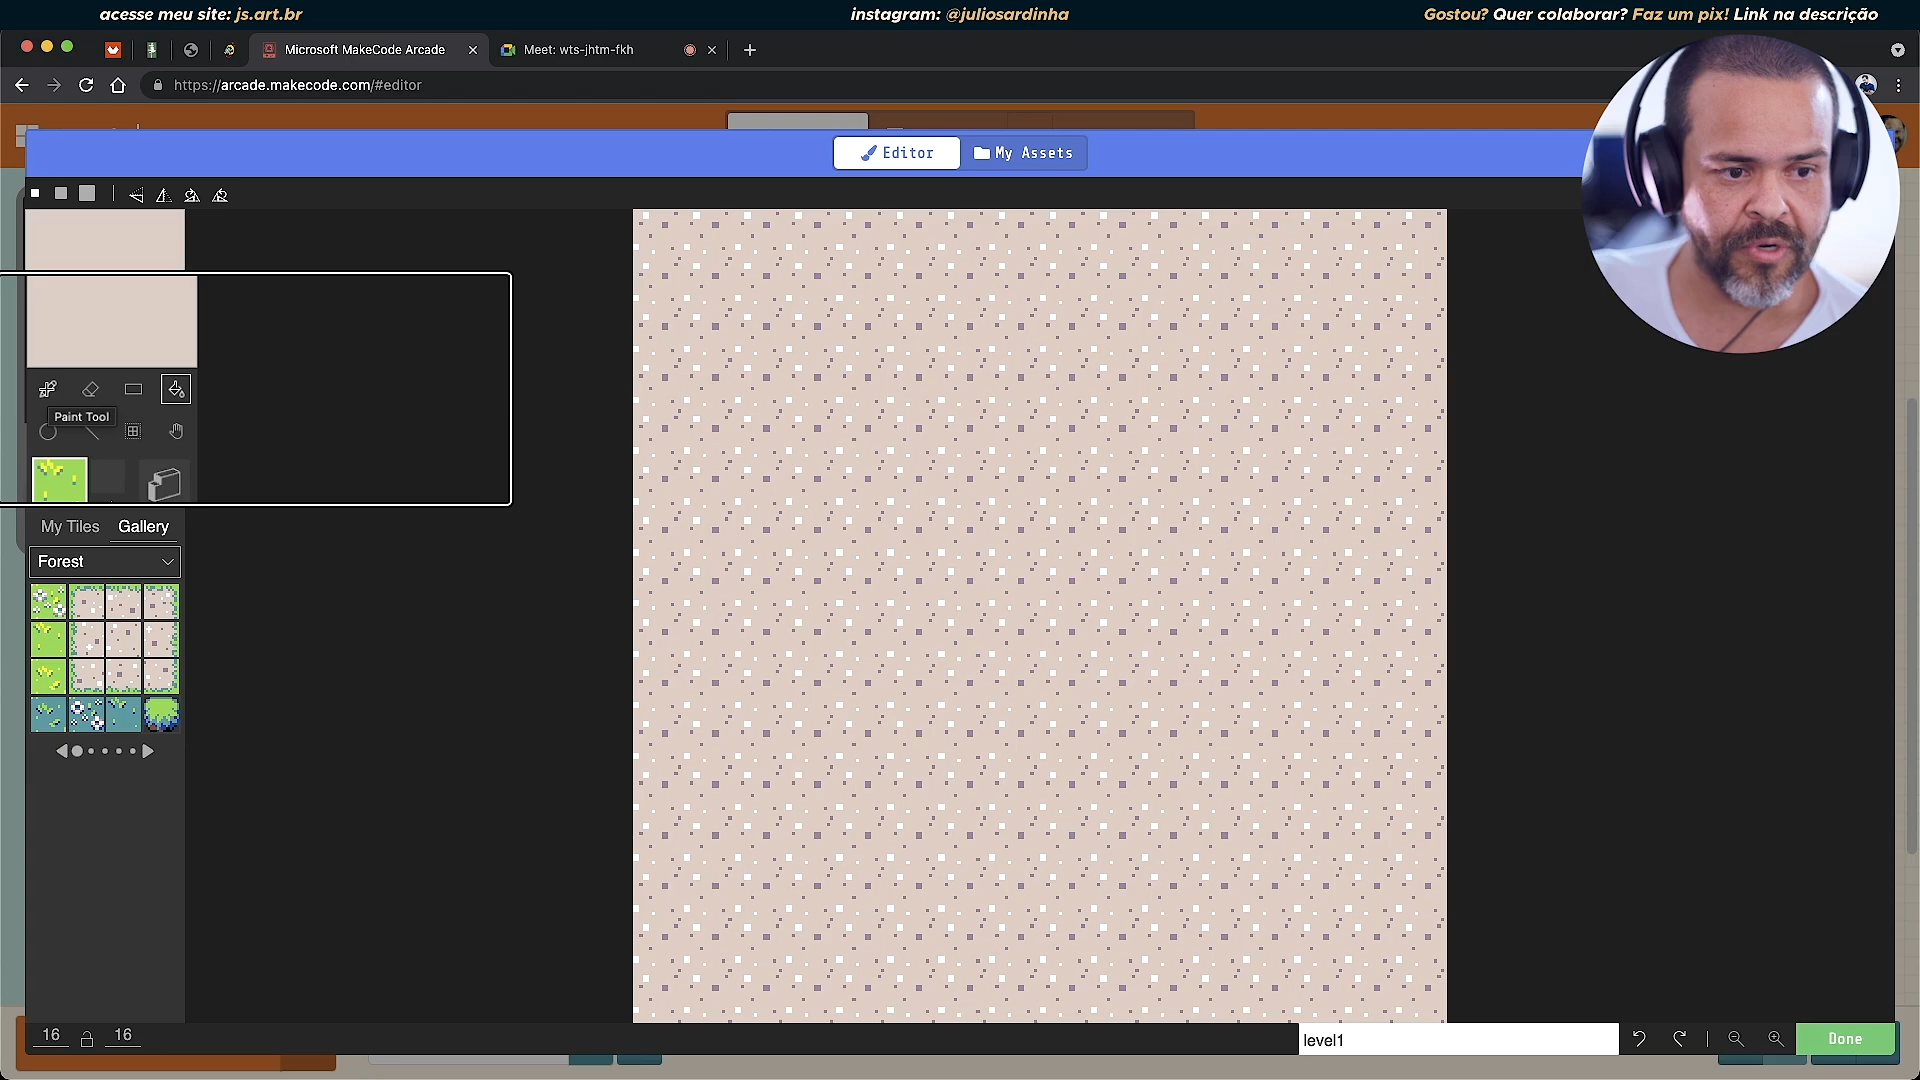 acesse meu site: js.art.br
instagram: @juliosardinha
Gostou? Quer colaborar? Faz um pix! Link na descrição
Microsoft MakeCode Arcade
Meet: wts-jhtm-fkh
https://arcade.makecode.com/#editor
Editor
My Assets
Paint Tool
My Tiles
Gallery
Forest
16
16
level1
Done